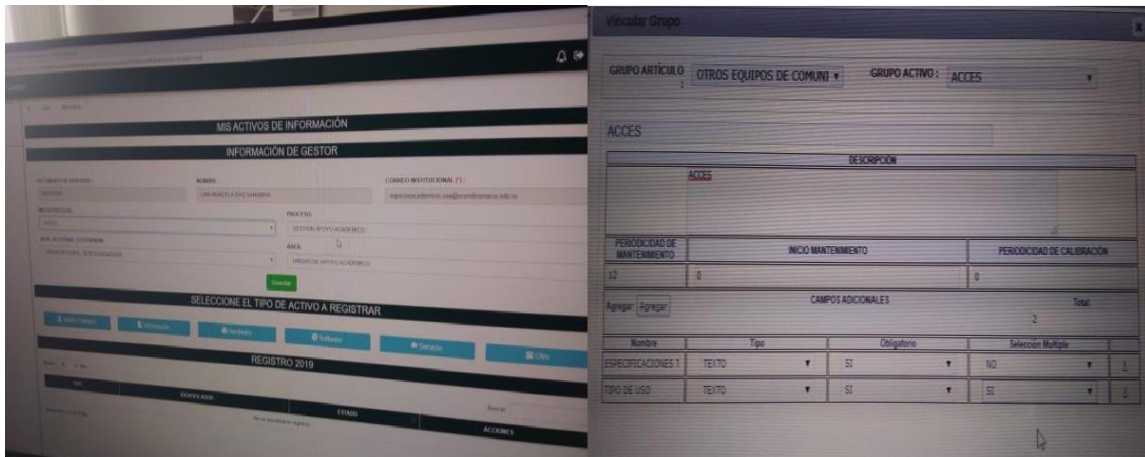 MIS ACTIVOS DE INFORMACIÓN
INFORMACIÓN DE GESTOR
NOMBRE :
CORREO INSTITUCIONAL (*) :
PROCESO:
GESTIÓN APOYO ACADEMICO
ÁREA:
UNIDAD DE APOYO ACADEMICO
Guardar
SELECCIONE EL TIPO DE ACTIVO A REGISTRAR
Hardware
Software
Servicio
Otro
REGISTRO 2019
Buscar:
ESTADO
ACCIONES
Vincular Grupo
GRUPO ARTÍCULO : OTROS EQUIPOS DE COMUNI GRUPO ACTIVO : ACCES
ACCES
DESCRIPCIÓN
ACCES
PERIODICIDAD DE MANTENIMIENTO INICIO MANTENIMIENTO PERIODICIDAD DE CALIBRACIÓN
12 0 0
Agregar Agregar CAMPOS ADICIONALES Total:
2
Nombre Tipo Obligatorio Selección Multiple
ESPECIFICACIONES T TEXTO SI NO X
TIPO DE USO TEXTO SI SI X